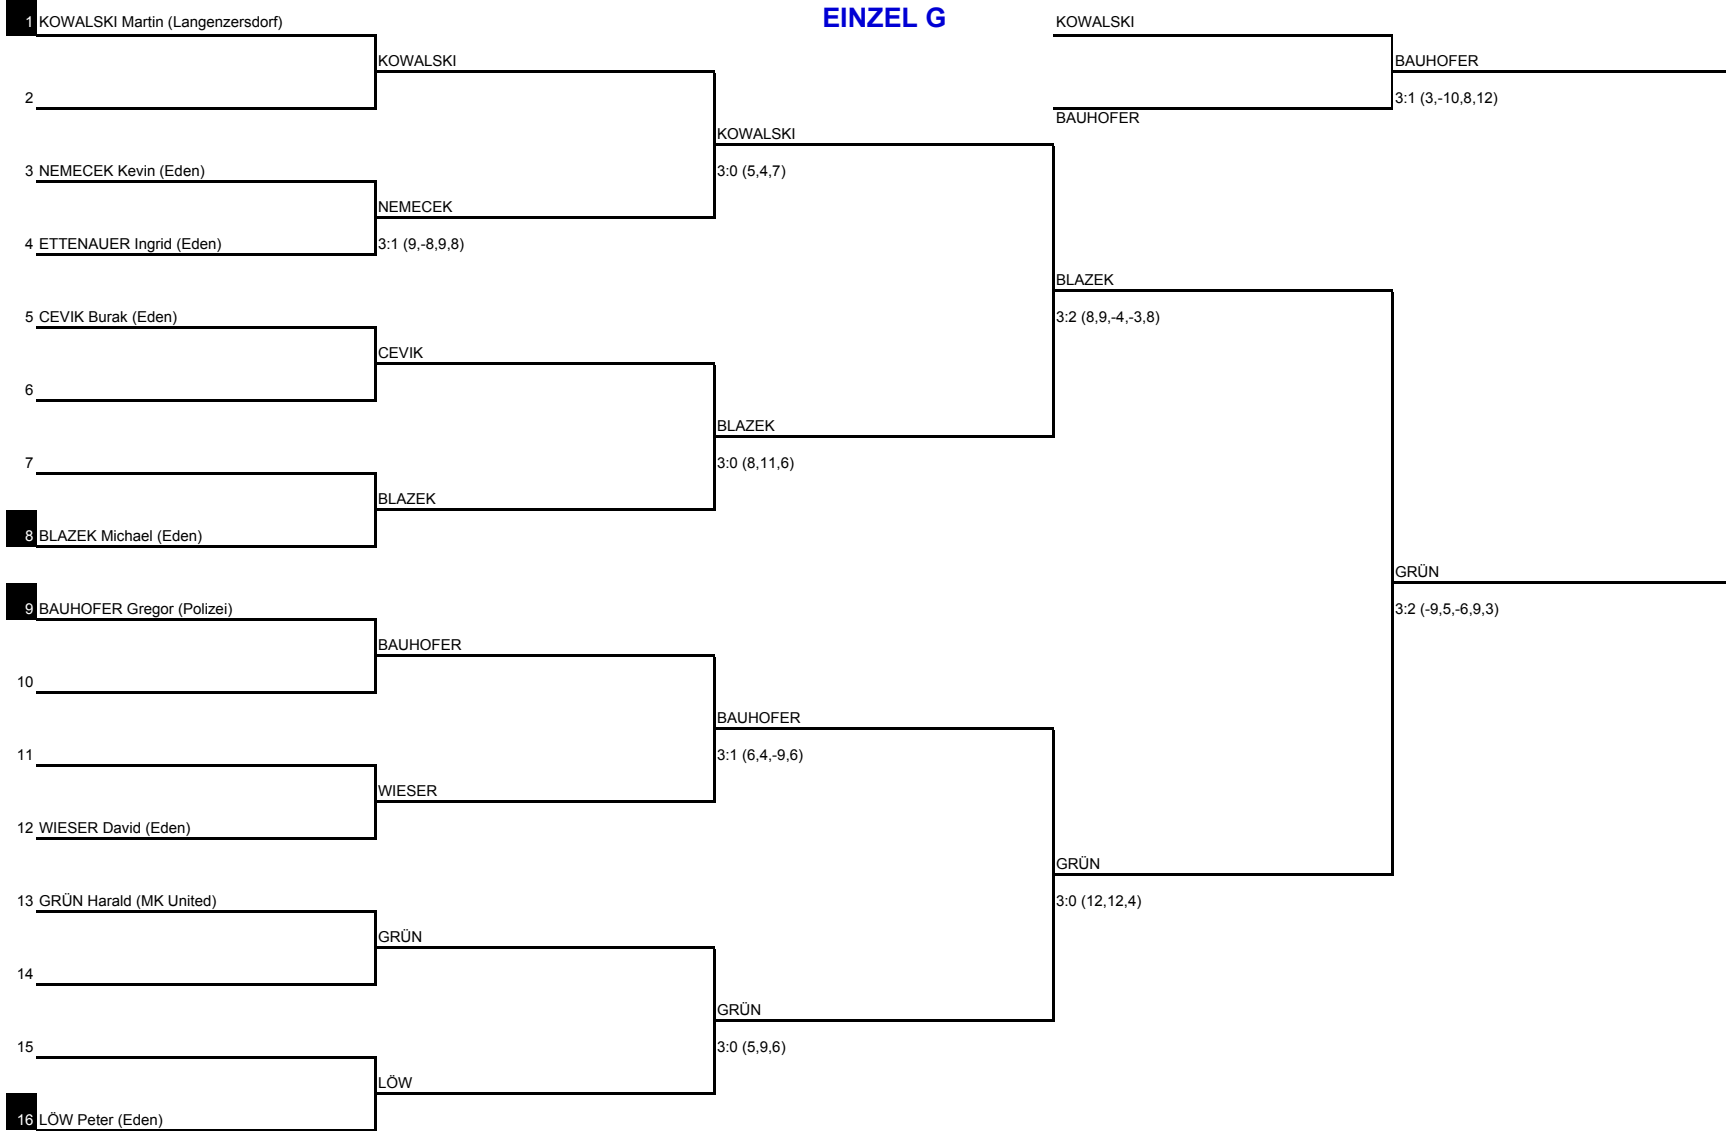 EINZEL G
1 KOWALSKI Martin (Langenzersdorf)
KOWALSKI
KOWALSKI
BAUHOFER
2
3:1 (3,-10,8,12)
BAUHOFER
KOWALSKI
3 NEMECEK Kevin (Eden)
3:0 (5,4,7)
NEMECEK
4 ETTENAUER Ingrid (Eden)
3:1 (9,-8,9,8)
BLAZEK
5 CEVIK Burak (Eden)
3:2 (8,9,-4,-3,8)
CEVIK
6
BLAZEK
7
3:0 (8,11,6)
BLAZEK
8 BLAZEK Michael (Eden)
GRÜN
9 BAUHOFER Gregor (Polizei)
3:2 (-9,5,-6,9,3)
BAUHOFER
10
BAUHOFER
11
3:1 (6,4,-9,6)
WIESER
12 WIESER David (Eden)
GRÜN
13 GRÜN Harald (MK United)
3:0 (12,12,4)
GRÜN
14
GRÜN
15
3:0 (5,9,6)
LÖW
16 LÖW Peter (Eden)